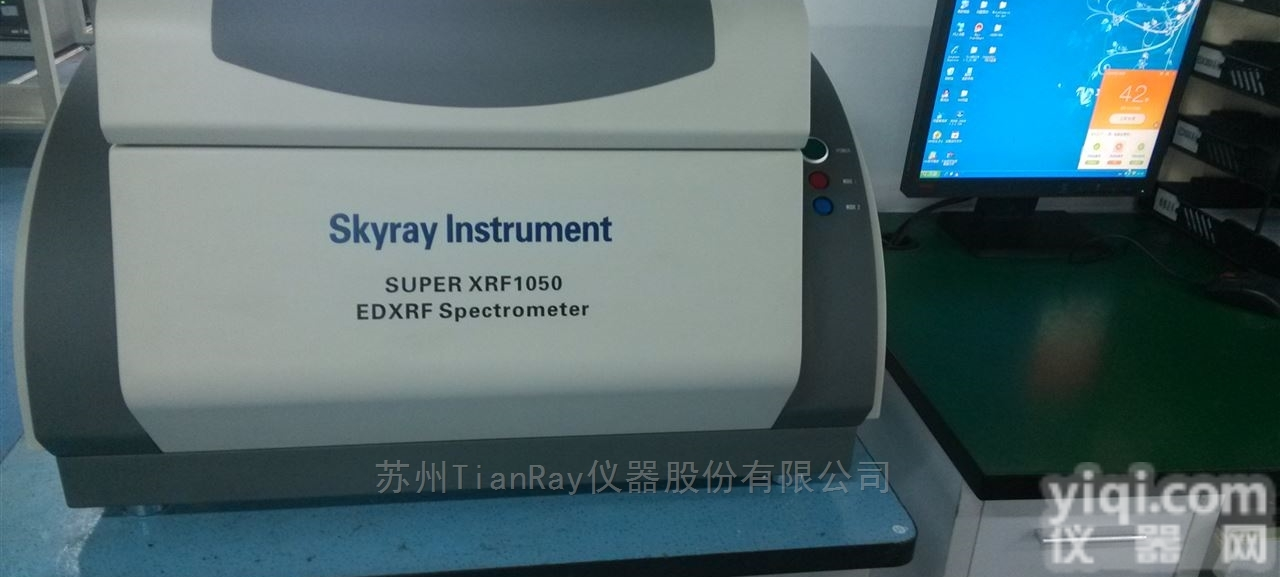 Skyray Instrument
SUPER XRF1050
EDXRF Spectrometer
42
苏州TianRay仪器股份有限公司
yiqi.com
仪器网